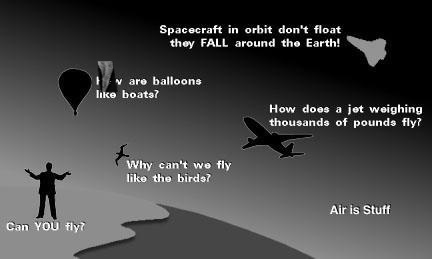 Spacecraft in orbit don't float
they FALL around the Earth!
are balloons
like boats?
How does a jet weighing
thousands of pounds fly?
Why can't we fly
like the birds?
Air is Stuff
Can YOU fly?